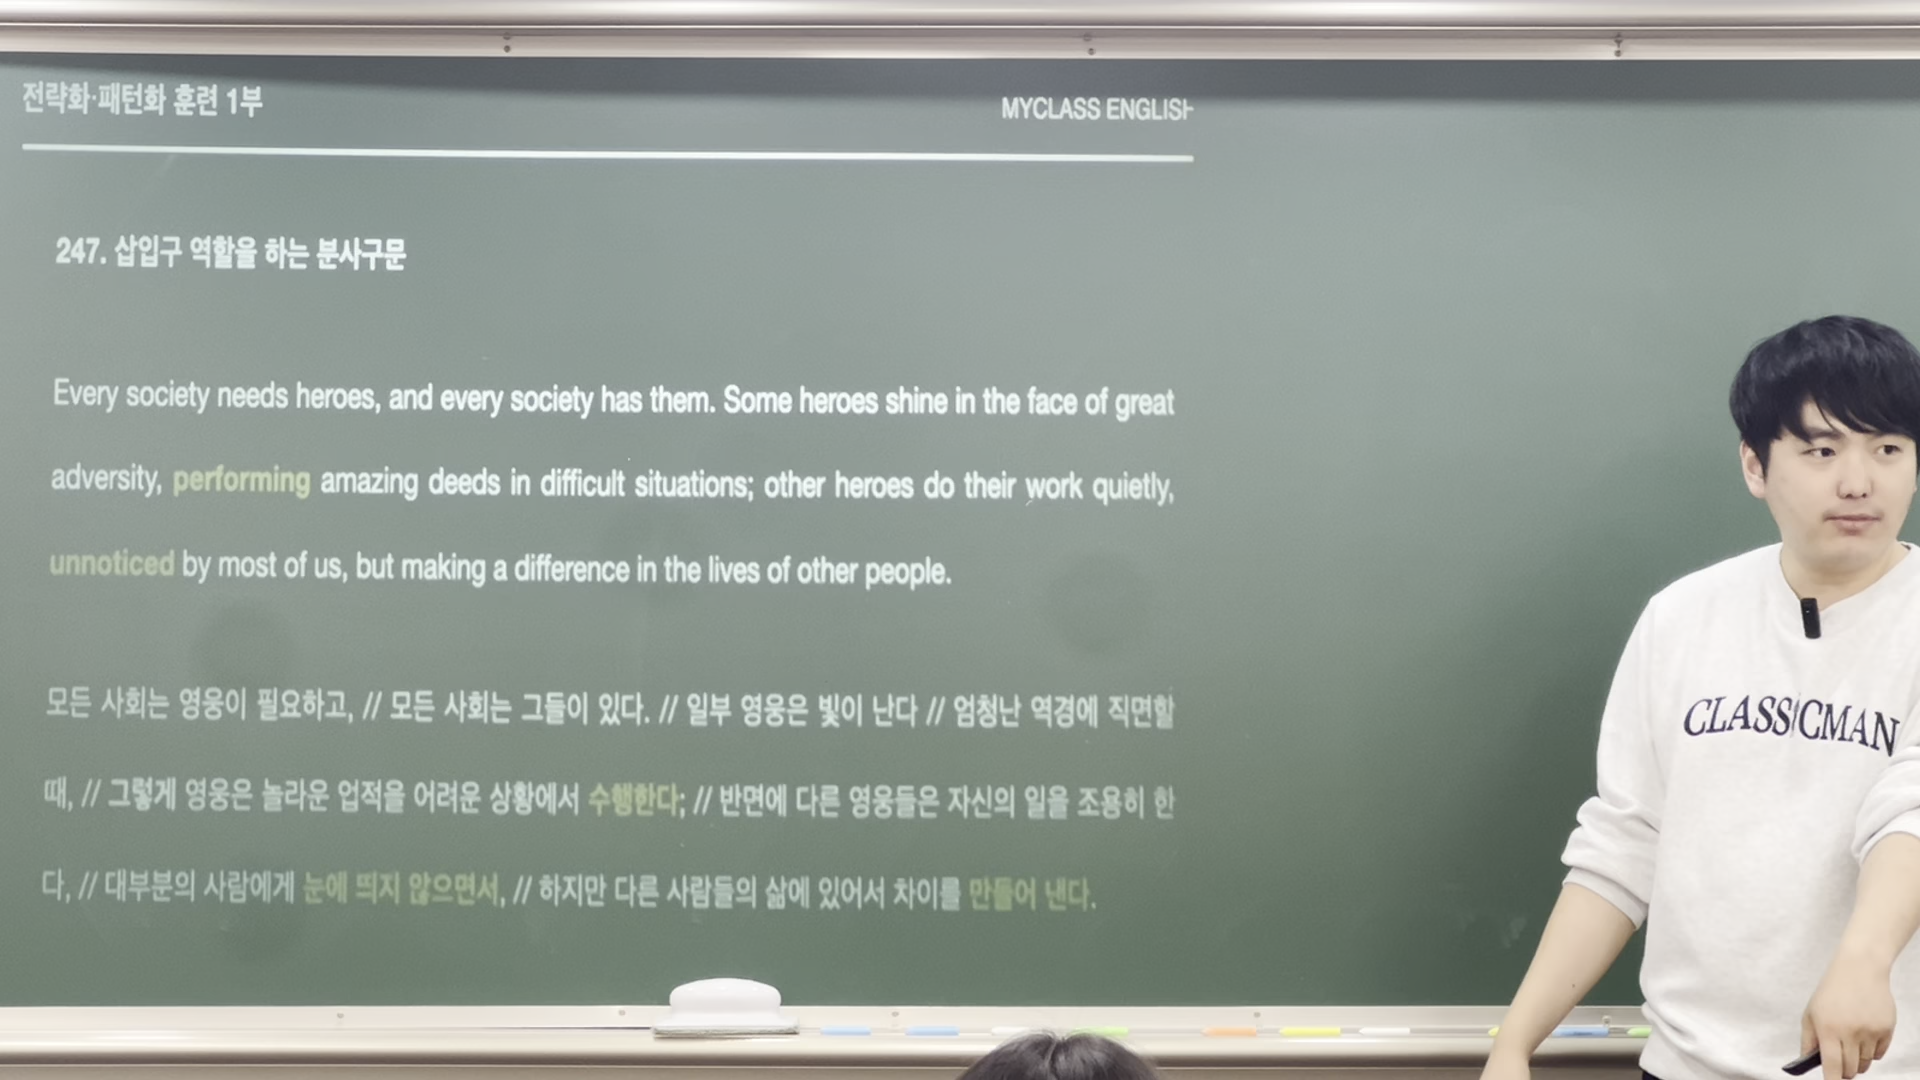 전략화·패턴화 훈련 1부
MYCLASS ENGLISH
247. 삽입구 역할을 하는 분사구문
Every society needs heroes, and every society has them. Some heroes shine in the face of great
adversity, performing amazing deeds in difficult situations; other heroes do their work quietly,
unnoticed by most of us, but making a difference in the lives of other people.
모든 사회는 영웅이 필요하고, // 모든 사회는 그들이 있다. // 일부 영웅은 빛이 난다 // 엄청난 역경에 직면할
때, // 그렇게 영웅은 놀라운 업적을 어려운 상황에서 수행한다; // 반면에 다른 영웅들은 자신의 일을 조용히 한
다, // 대부분의 사람에게 눈에 띄지 않으면서, // 하지만 다른 사람들의 삶에 있어서 차이를 만들어 낸다.
CLASSICMAN